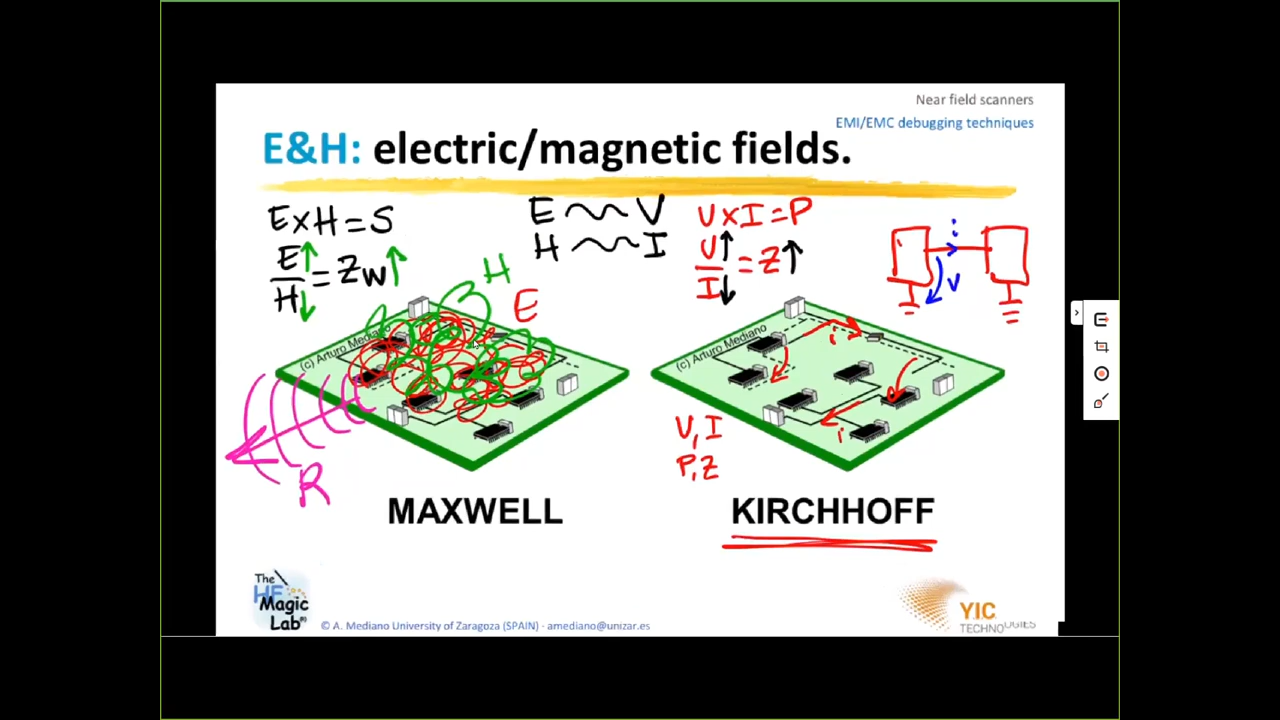 Near field scanners
EMI/EMC debugging techniques
E&H: electric/magnetic fields.
E×H=S
E/H=Zw
E ~ V
H ~ I
V×I=P
V/I=Z
i
V
H
E
(c) Arturo Mediano
R
(c) Arturo Mediano
i
i
V, I
P, Z
MAXWELL
KIRCHHOFF
The
HF
Magic
Lab®
© A. Mediano University of Zaragoza (SPAIN) · amediano@unizar.es
YIC
TECHNOLOGIES